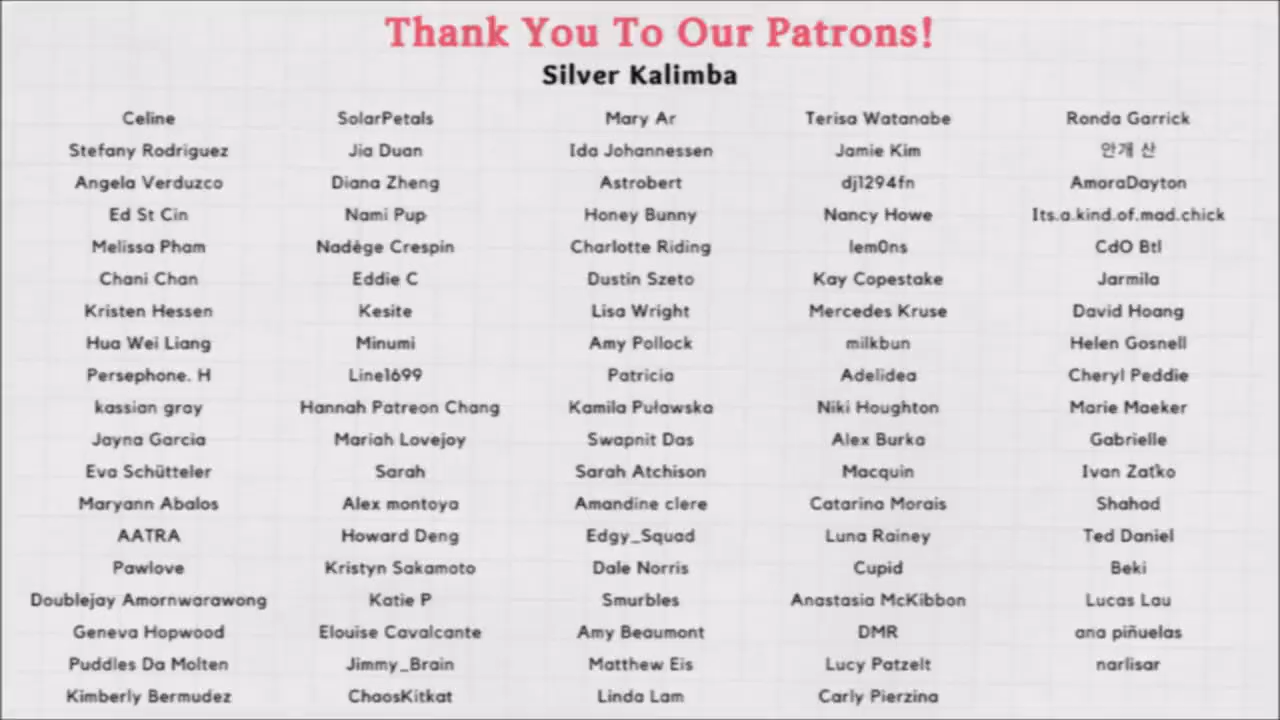 Thank You To Our Patrons!
Silver Kalimba
Celine SolarPetals Mary Ar Terisa Watanabe Ronda Garrick
Stefany Rodriguez Jia Duan Ida Johannessen Jamie Kim 안개 산
Angela Verduzco Diana Zheng Astrobert dj1294fn AmoraDayton
Ed St Cin Nami Pup Honey Bunny Nancy Howe Its.a.kind.of.mad.chick
Melissa Pham Nadège Crespin Charlotte Riding lem0ns CdO Btl
Chani Chan Eddie C Dustin Szeto Kay Copestake Jarmila
Kristen Hessen Kesite Lisa Wright Mercedes Kruse David Hoang
Hua Wei Liang Minumi Amy Pollock milkbun Helen Gosnell
Persephone. H Line1699 Patricia Adelidea Cheryl Peddie
kassian gray Hannah Patreon Chang Kamila Puławska Niki Houghton Marie Maeker
Jayna Garcia Mariah Lovejoy Swapnit Das Alex Burka Gabrielle
Eva Schütteler Sarah Sarah Atchison Macquin Ivan Zaťko
Maryann Abalos Alex montoya Amandine clere Catarina Morais Shahad
AATRA Howard Deng Edgy_Squad Luna Rainey Ted Daniel
Pawlove Kristyn Sakamoto Dale Norris Cupid Beki
Doublejay Amornwarawong Katie P Smurbles Anastasia McKibbon Lucas Lau
Geneva Hopwood Elouise Cavalcante Amy Beaumont DMR ana piñuelas
Puddles Da Molten Jimmy_Brain Matthew Eis Lucy Patzelt narlisar
Kimberly Bermudez ChaosKitkat Linda Lam Carly Pierzina